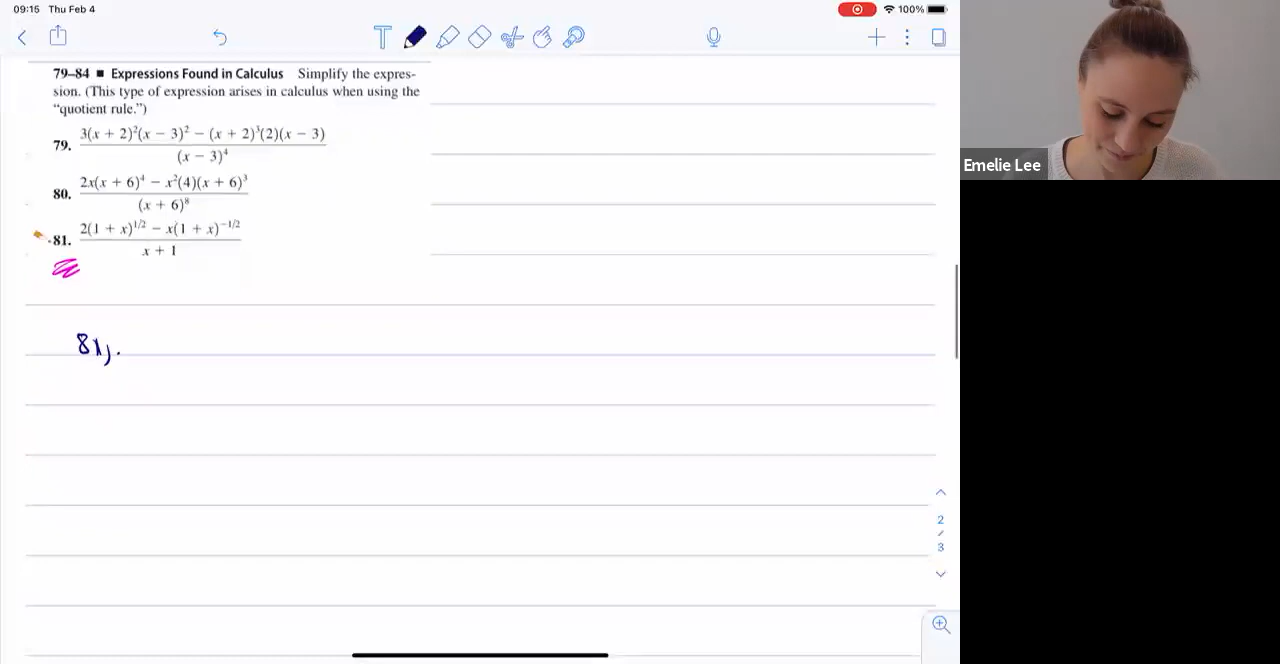 09:15 Thu Feb 4
100%
79–84 ■ Expressions Found in Calculus Simplify the expres-
sion. (This type of expression arises in calculus when using the
“quotient rule.”)
79. 3(x + 2)²(x − 3)² − (x + 2)³(2)(x − 3)
(x − 3)⁴
80. 2x(x + 6)⁴ − x²(4)(x + 6)³
(x + 6)⁸
81. 2(1 + x)^1/2 − x(1 + x)^−1/2
x + 1
81,.
2
/
3
Emelie Lee